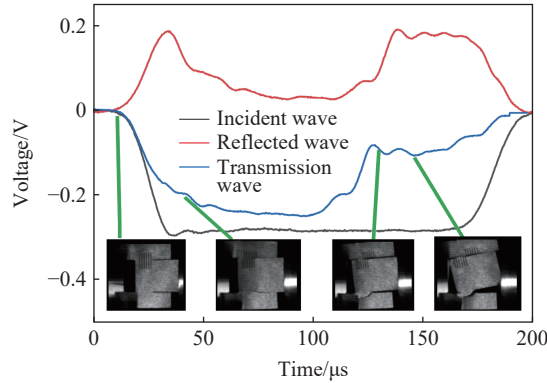 0.2
0
−0.2
−0.4
Voltage/V
Incident wave
Reflected wave
Transmission
wave
0
50
100
150
200
Time/μs